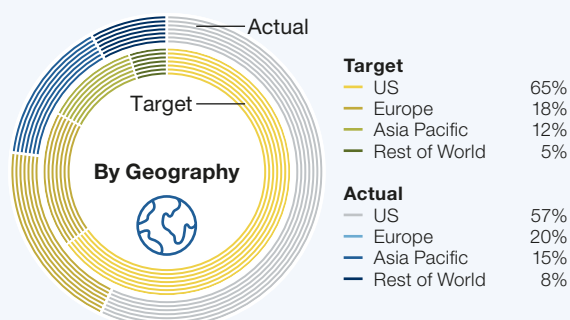 Actual
Target
By Geography
Target
US 65%
Europe 18%
Asia Pacific 12%
Rest of World 5%
Actual
US 57%
Europe 20%
Asia Pacific 15%
Rest of World 8%